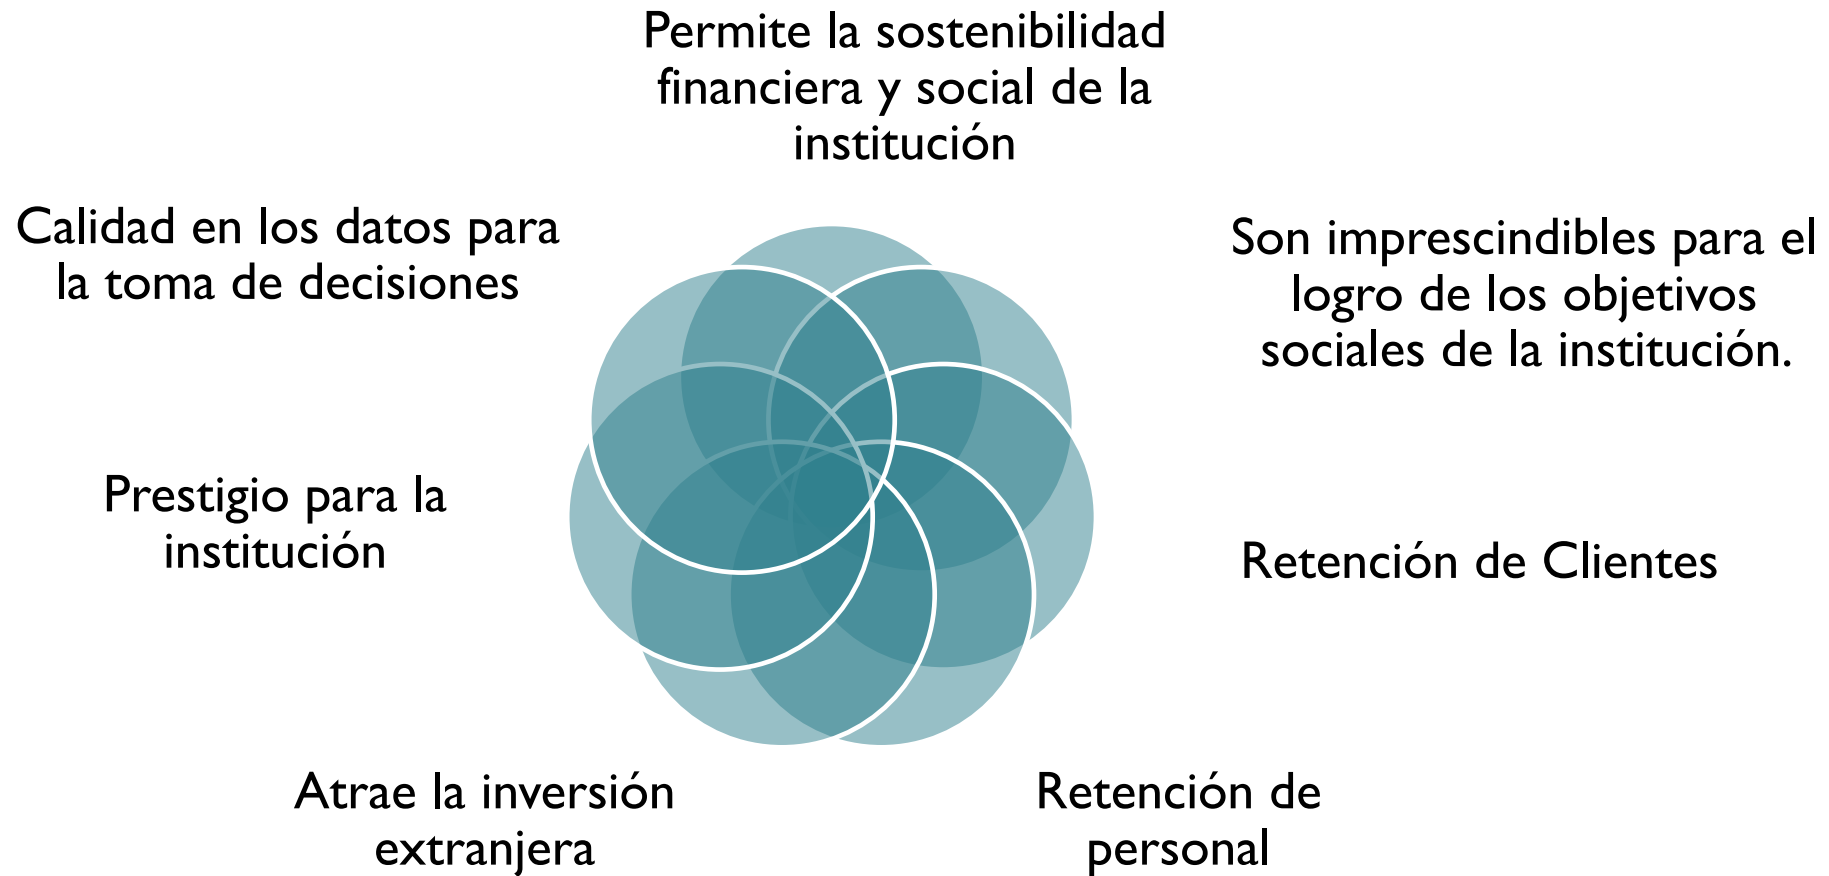 Permite la sostenibilidad
financiera y social de la
institución
Son imprescindibles para el
logro de los objetivos
sociales de la institución.
Retención de Clientes
Retención de
personal
Atrae la inversión
extranjera
Prestigio para la
institución
Calidad en los datos para
la toma de decisiones